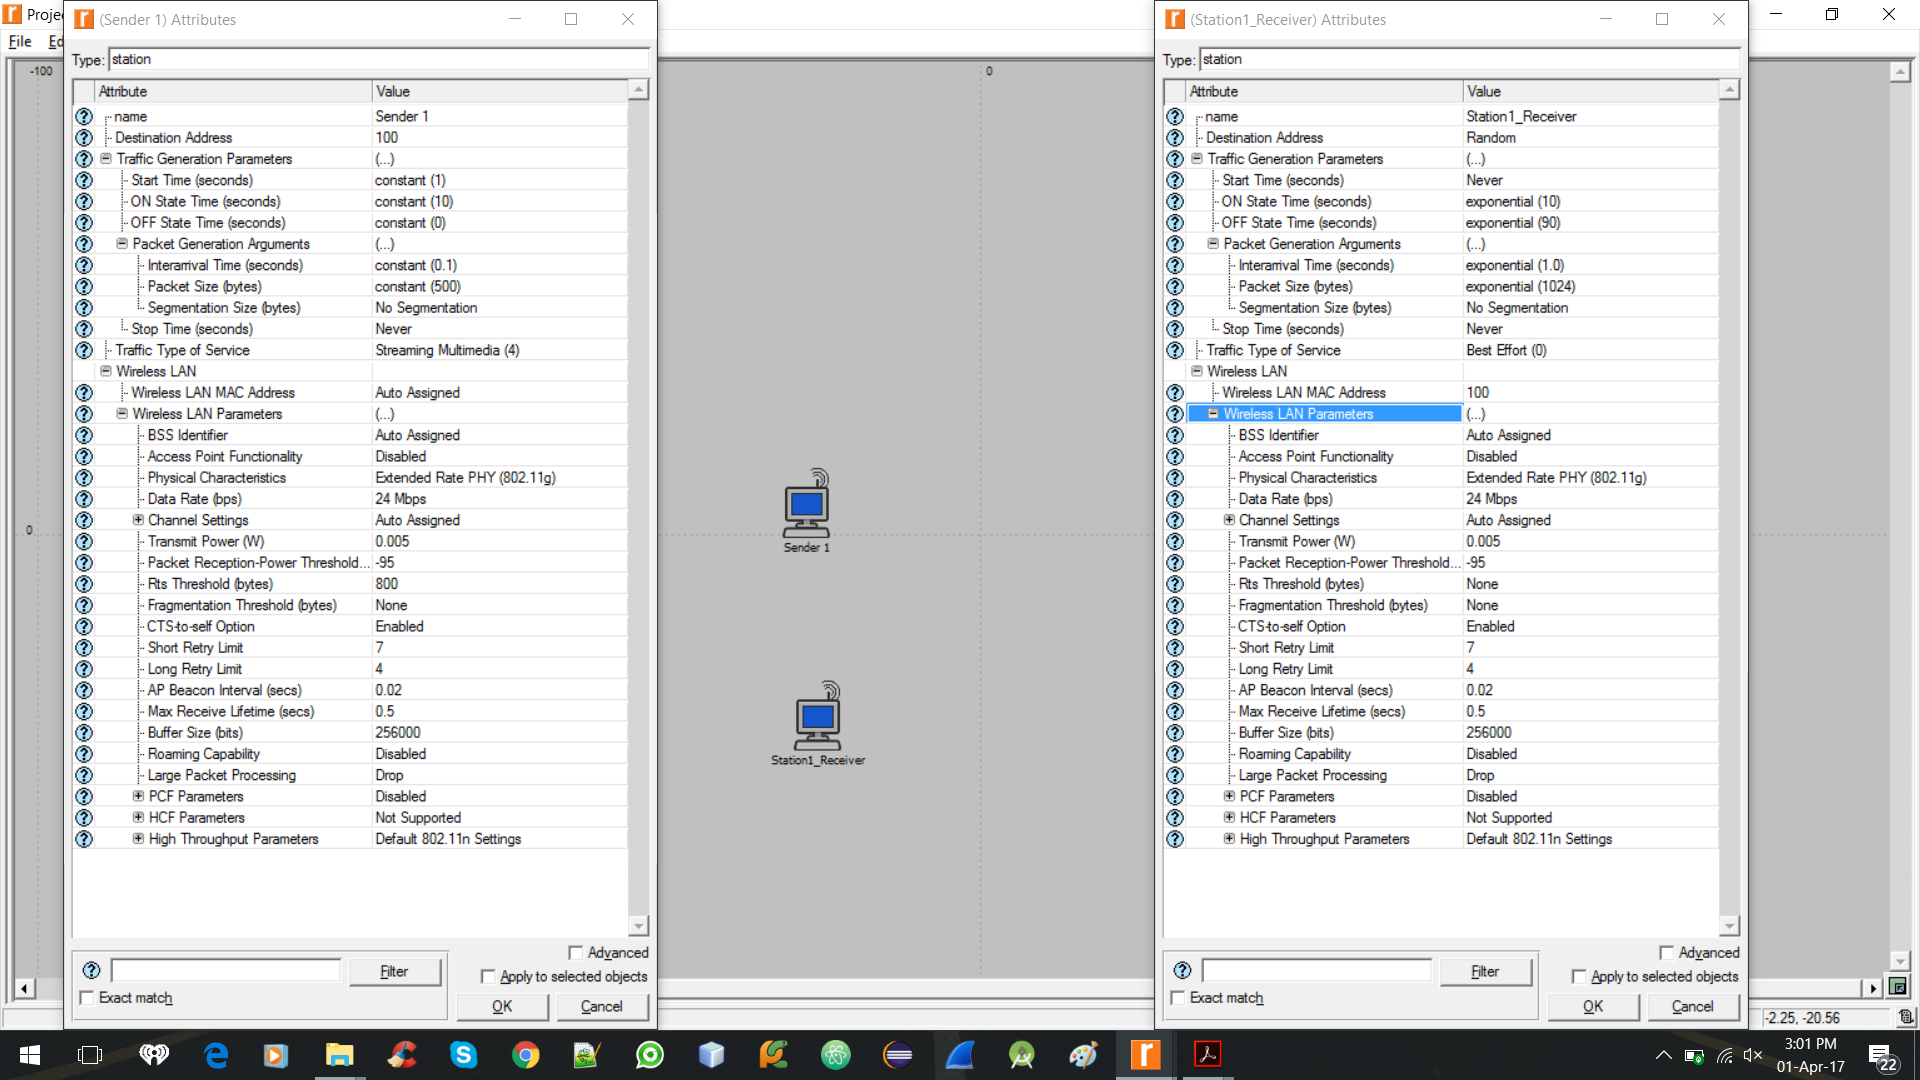 Projec
File Ed
(Sender 1) Attributes
Type: station
Attribute Value
name Sender 1
Destination Address 100
Traffic Generation Parameters (...)
Start Time (seconds) constant (1)
ON State Time (seconds) constant (10)
OFF State Time (seconds) constant (0)
Packet Generation Arguments (...)
Interarrival Time (seconds) constant (0.1)
Packet Size (bytes) constant (500)
Segmentation Size (bytes) No Segmentation
Stop Time (seconds) Never
Traffic Type of Service Streaming Multimedia (4)
Wireless LAN
Wireless LAN MAC Address Auto Assigned
Wireless LAN Parameters (...)
BSS Identifier Auto Assigned
Access Point Functionality Disabled
Physical Characteristics Extended Rate PHY (802.11g)
Data Rate (bps) 24 Mbps
Channel Settings Auto Assigned
Transmit Power (W) 0.005
Packet Reception-Power Threshold... -95
Rts Threshold (bytes) 800
Fragmentation Threshold (bytes) None
CTS-to-self Option Enabled
Short Retry Limit 7
Long Retry Limit 4
AP Beacon Interval (secs) 0.02
Max Receive Lifetime (secs) 0.5
Buffer Size (bits) 256000
Roaming Capability Disabled
Large Packet Processing Drop
PCF Parameters Disabled
HCF Parameters Not Supported
High Throughput Parameters Default 802.11n Settings
Advanced
Filter
Apply to selected objects
Exact match
OK Cancel
-100
0
0
Sender 1
Station1_Receiver
(Station1_Receiver) Attributes
Type: station
Attribute Value
name Station1_Receiver
Destination Address Random
Traffic Generation Parameters (...)
Start Time (seconds) Never
ON State Time (seconds) exponential (10)
OFF State Time (seconds) exponential (90)
Packet Generation Arguments (...)
Interarrival Time (seconds) exponential (1.0)
Packet Size (bytes) exponential (1024)
Segmentation Size (bytes) No Segmentation
Stop Time (seconds) Never
Traffic Type of Service Best Effort (0)
Wireless LAN
Wireless LAN MAC Address 100
Wireless LAN Parameters (...)
BSS Identifier Auto Assigned
Access Point Functionality Disabled
Physical Characteristics Extended Rate PHY (802.11g)
Data Rate (bps) 24 Mbps
Channel Settings Auto Assigned
Transmit Power (W) 0.005
Packet Reception-Power Threshold... -95
Rts Threshold (bytes) None
Fragmentation Threshold (bytes) None
CTS-to-self Option Enabled
Short Retry Limit 7
Long Retry Limit 4
AP Beacon Interval (secs) 0.02
Max Receive Lifetime (secs) 0.5
Buffer Size (bits) 256000
Roaming Capability Disabled
Large Packet Processing Drop
PCF Parameters Disabled
HCF Parameters Not Supported
High Throughput Parameters Default 802.11n Settings
Advanced
Filter
Apply to selected objects
Exact match
OK Cancel
-2.25, -20.56
3:01 PM
01-Apr-17
22